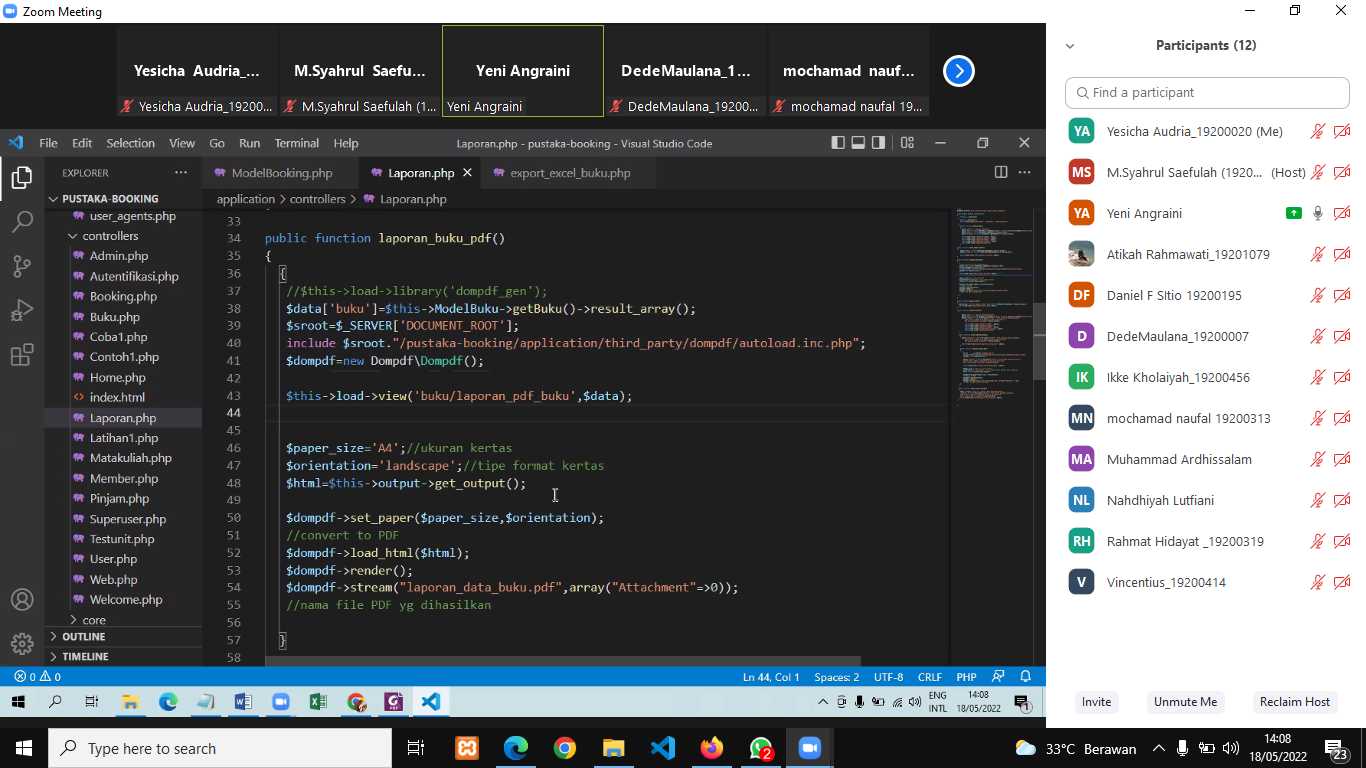 Zoom Meeting
Yesicha Audria_...
M.Syahrul Saefu...
Yeni Angraini
DedeMaulana_1...
mochamad nauf...
Yesicha Audria_19200...
M.Syahrul Saefulah (1...
Yeni Angraini
DedeMaulana_19200...
mochamad naufal 19...
File Edit Selection View Go Run Terminal Help
Laporan.php - pustaka-booking - Visual Studio Code
EXPLORER
ModelBooking.php
Laporan.php
export_excel_buku.php
PUSTAKA-BOOKING
application > controllers > Laporan.php
user_agents.php
controllers
Admin.php
Autentifikasi.php
Booking.php
Buku.php
Coba1.php
Contoh1.php
Home.php
index.html
Laporan.php
Latihan1.php
Matakuliah.php
Member.php
Pinjam.php
Superuser.php
Testunit.php
User.php
Web.php
Welcome.php
core
OUTLINE
TIMELINE
33
34 public function laporan_buku_pdf()
35 {
36 {
37 //$this->load->library('dompdf_gen');
38 $data['buku']=$this->ModelBuku->getBuku()->result_array();
39 $sroot=$_SERVER['DOCUMENT_ROOT'];
40 include $sroot."/pustaka-booking/application/third_party/dompdf/autoload.inc.php";
41 $dompdf=new Dompdf\Dompdf();
42
43 $this->load->view('buku/laporan_pdf_buku',$data);
44
45
46 $paper_size='A4';//ukuran kertas
47 $orientation='landscape';//tipe format kertas
48 $html=$this->output->get_output();
49
50 $dompdf->set_paper($paper_size,$orientation);
51 //convert to PDF
52 $dompdf->load_html($html);
53 $dompdf->render();
54 $dompdf->stream("laporan_data_buku.pdf",array("Attachment"=>0));
55 //nama file PDF yg dihasilkan
56
57 }
58
0 0
Ln 44, Col 1 Spaces: 2 UTF-8 CRLF PHP
ENG INTL
14:08
18/05/2022
1
Participants (12)
Find a participant
YA Yesicha Audria_19200020 (Me)
MS M.Syahrul Saefulah (1920... (Host)
YA Yeni Angraini
Atikah Rahmawati_19201079
DF Daniel F SItio 19200195
D DedeMaulana_19200007
IK Ikke Kholaiyah_19200456
MN mochamad naufal 19200313
MA Muhammad Ardhissalam
NL Nahdhiyah Lutfiani
RH Rahmat Hidayat _19200319
V Vincentius_19200414
Invite
Unmute Me
Reclaim Host
Type here to search
2
33°C Berawan
14:08
18/05/2022
23